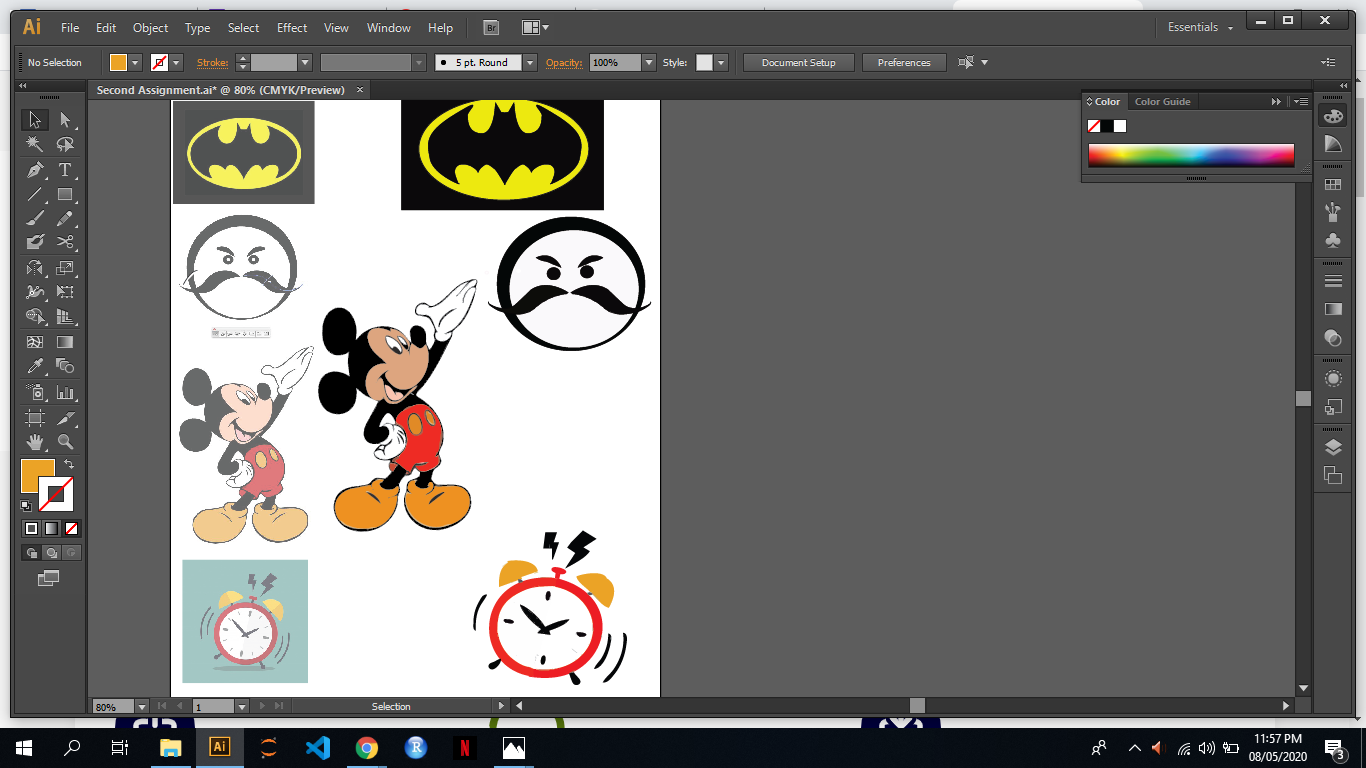 Ai File Edit Object Type Select Effect View Window Help Br Essentials
No Selection Stroke: 5 pt. Round Opacity: 100% Style: Document Setup Preferences
Second Assignment.ai* @ 80% (CMYK/Preview) ×
Color Color Guide
T
80% 1 Selection
Ai R N 11:57 PM
08/05/2020 3